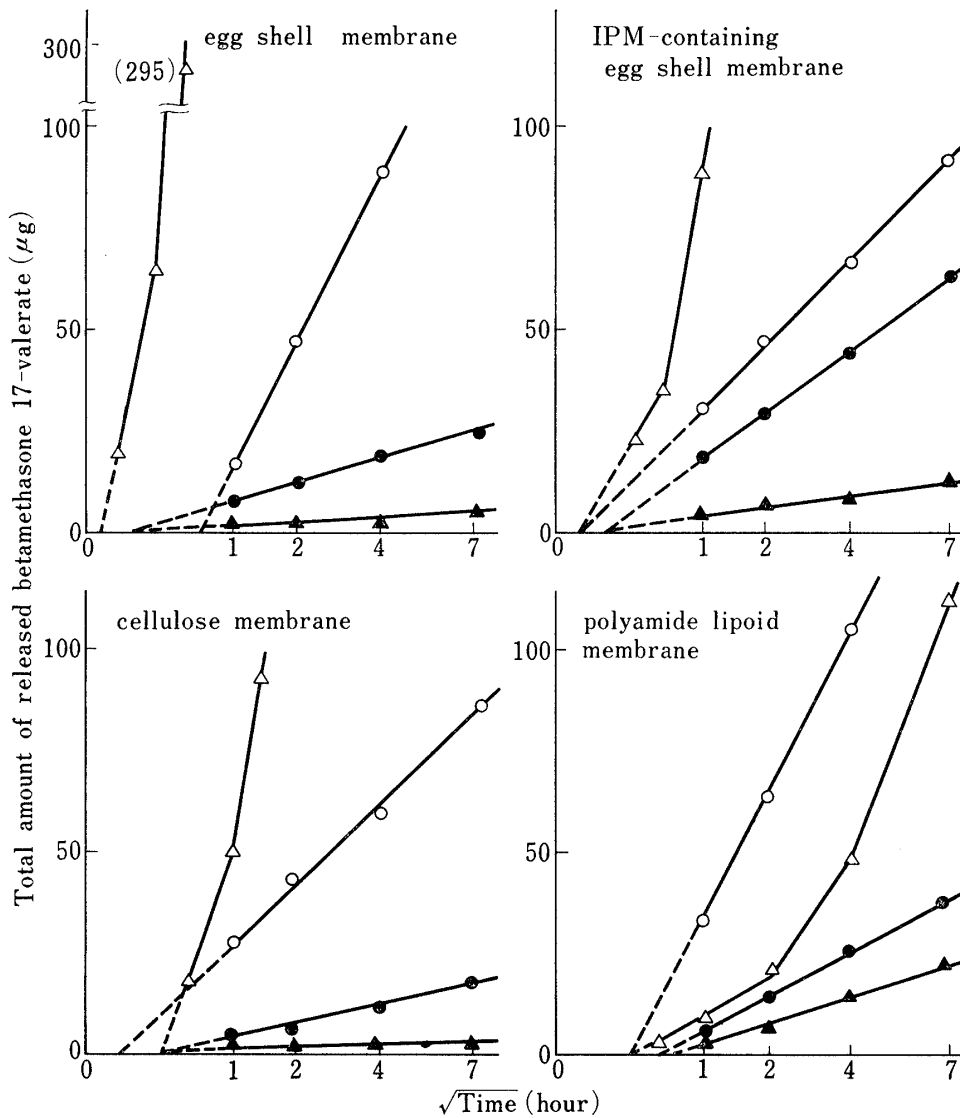 egg shell membrane
IPM-containing
egg shell membrane
300
(295)
100
50
0
0 1 2 4 7
100
50
0
0 1 2 4 7
cellulose membrane
polyamide lipoid
membrane
100
50
0
0 1 2 4 7
100
50
0
0 1 2 4 7
Total amount of released betamethasone 17-valerate (μg)
√Time (hour)